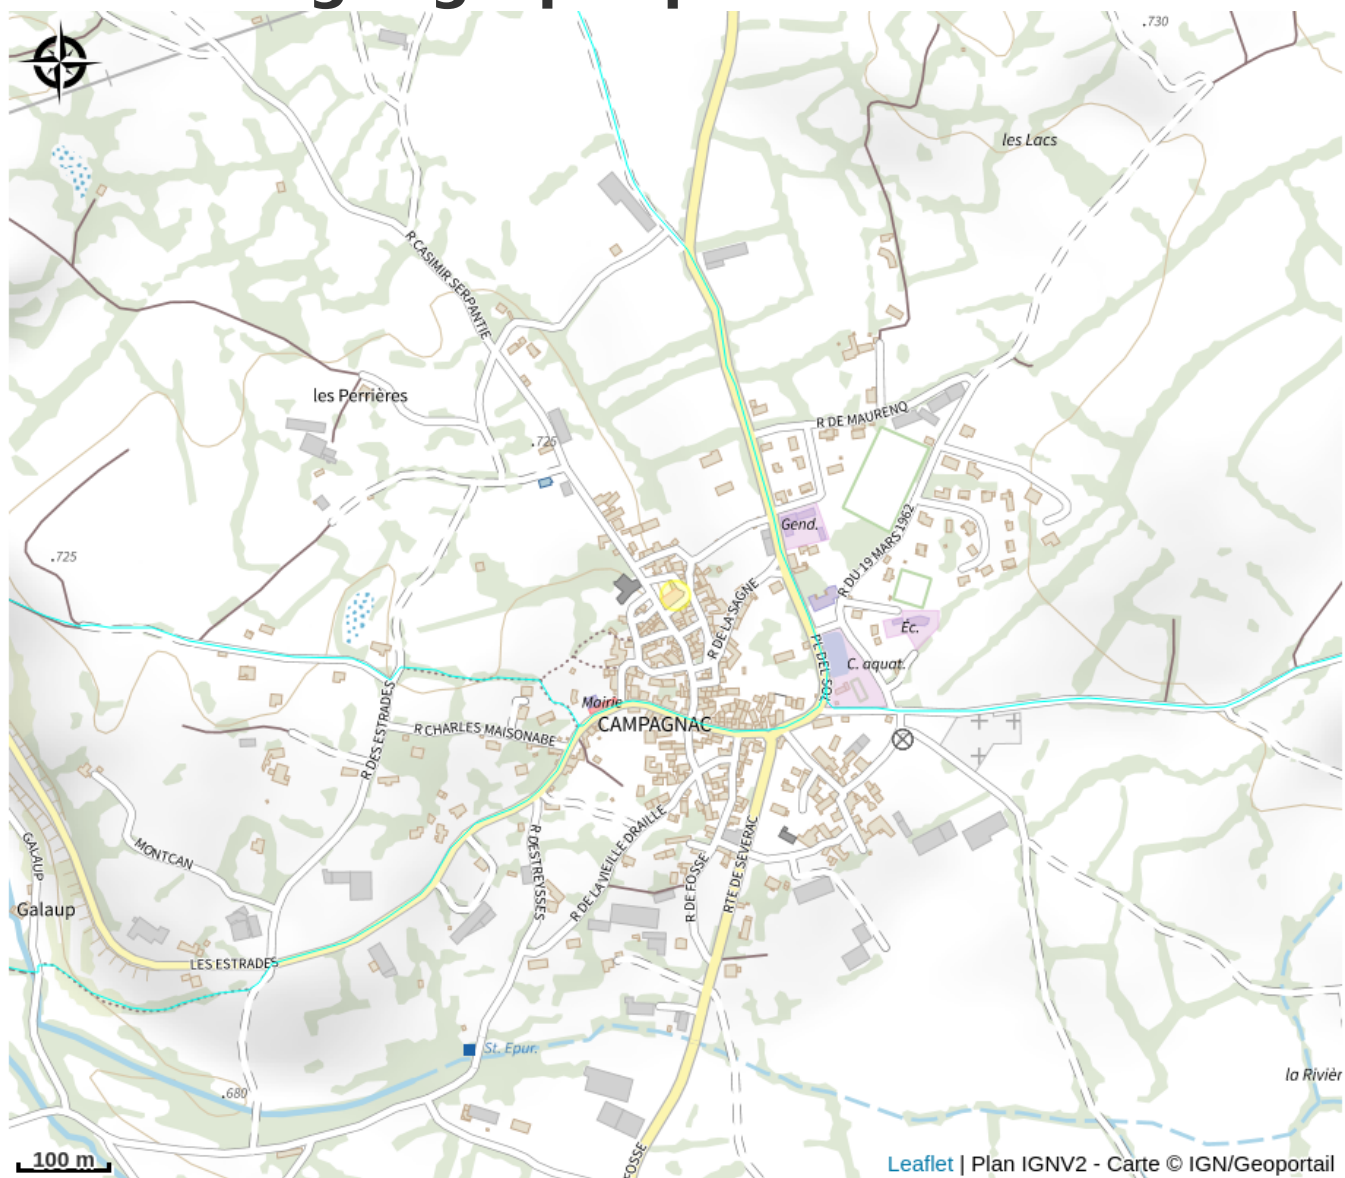 .730
les Lacs
R CASIMIR SERPANTIE
les Perrières
R DE MAURENQ
.725
Gend.
R DU 19 MARS 1962
.725
R DE LA SAGNE
Éc.
PL DEL SOL
C. aquat.
Mairie
CAMPAGNAC
R CHARLES MAISONABE
R DES ESTRADES
MONTCAN
GALAUP
R DESTREYSSES
R DE LA VIEILLE DRAILLE
R DE FOSSE
RTE DE SEVERAC
Galaup
LES ESTRADES
St. Epur.
la Rivièr
.680
FOSSE
100 m
Leaflet | Plan IGNV2 - Carte © IGN/Geoportail